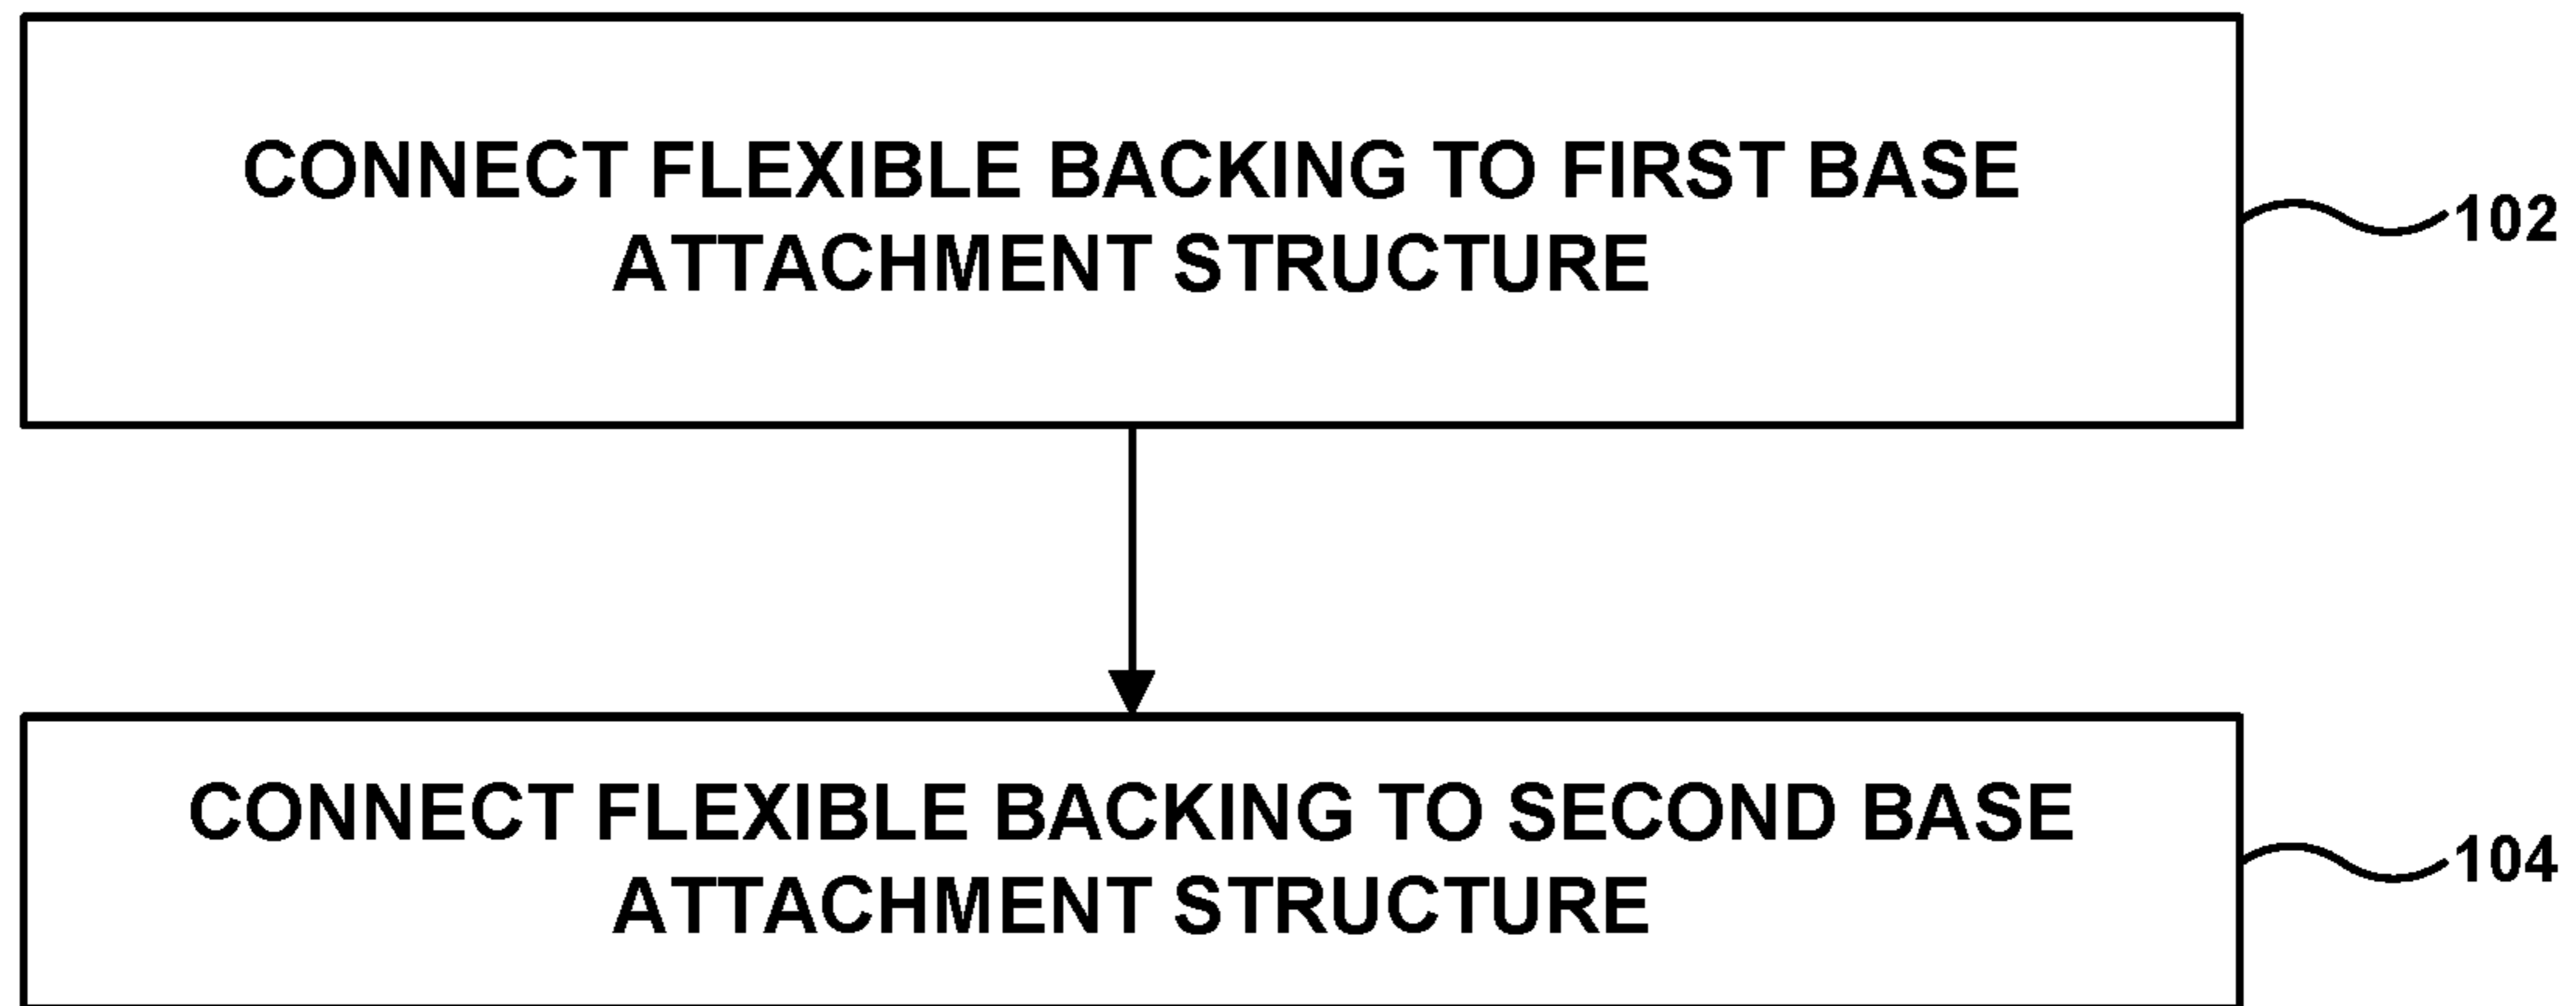 CONNECT FLEXIBLE BACKING TO FIRST BASE
ATTACHMENT STRUCTURE
102
CONNECT FLEXIBLE BACKING TO SECOND BASE
ATTACHMENT STRUCTURE
104